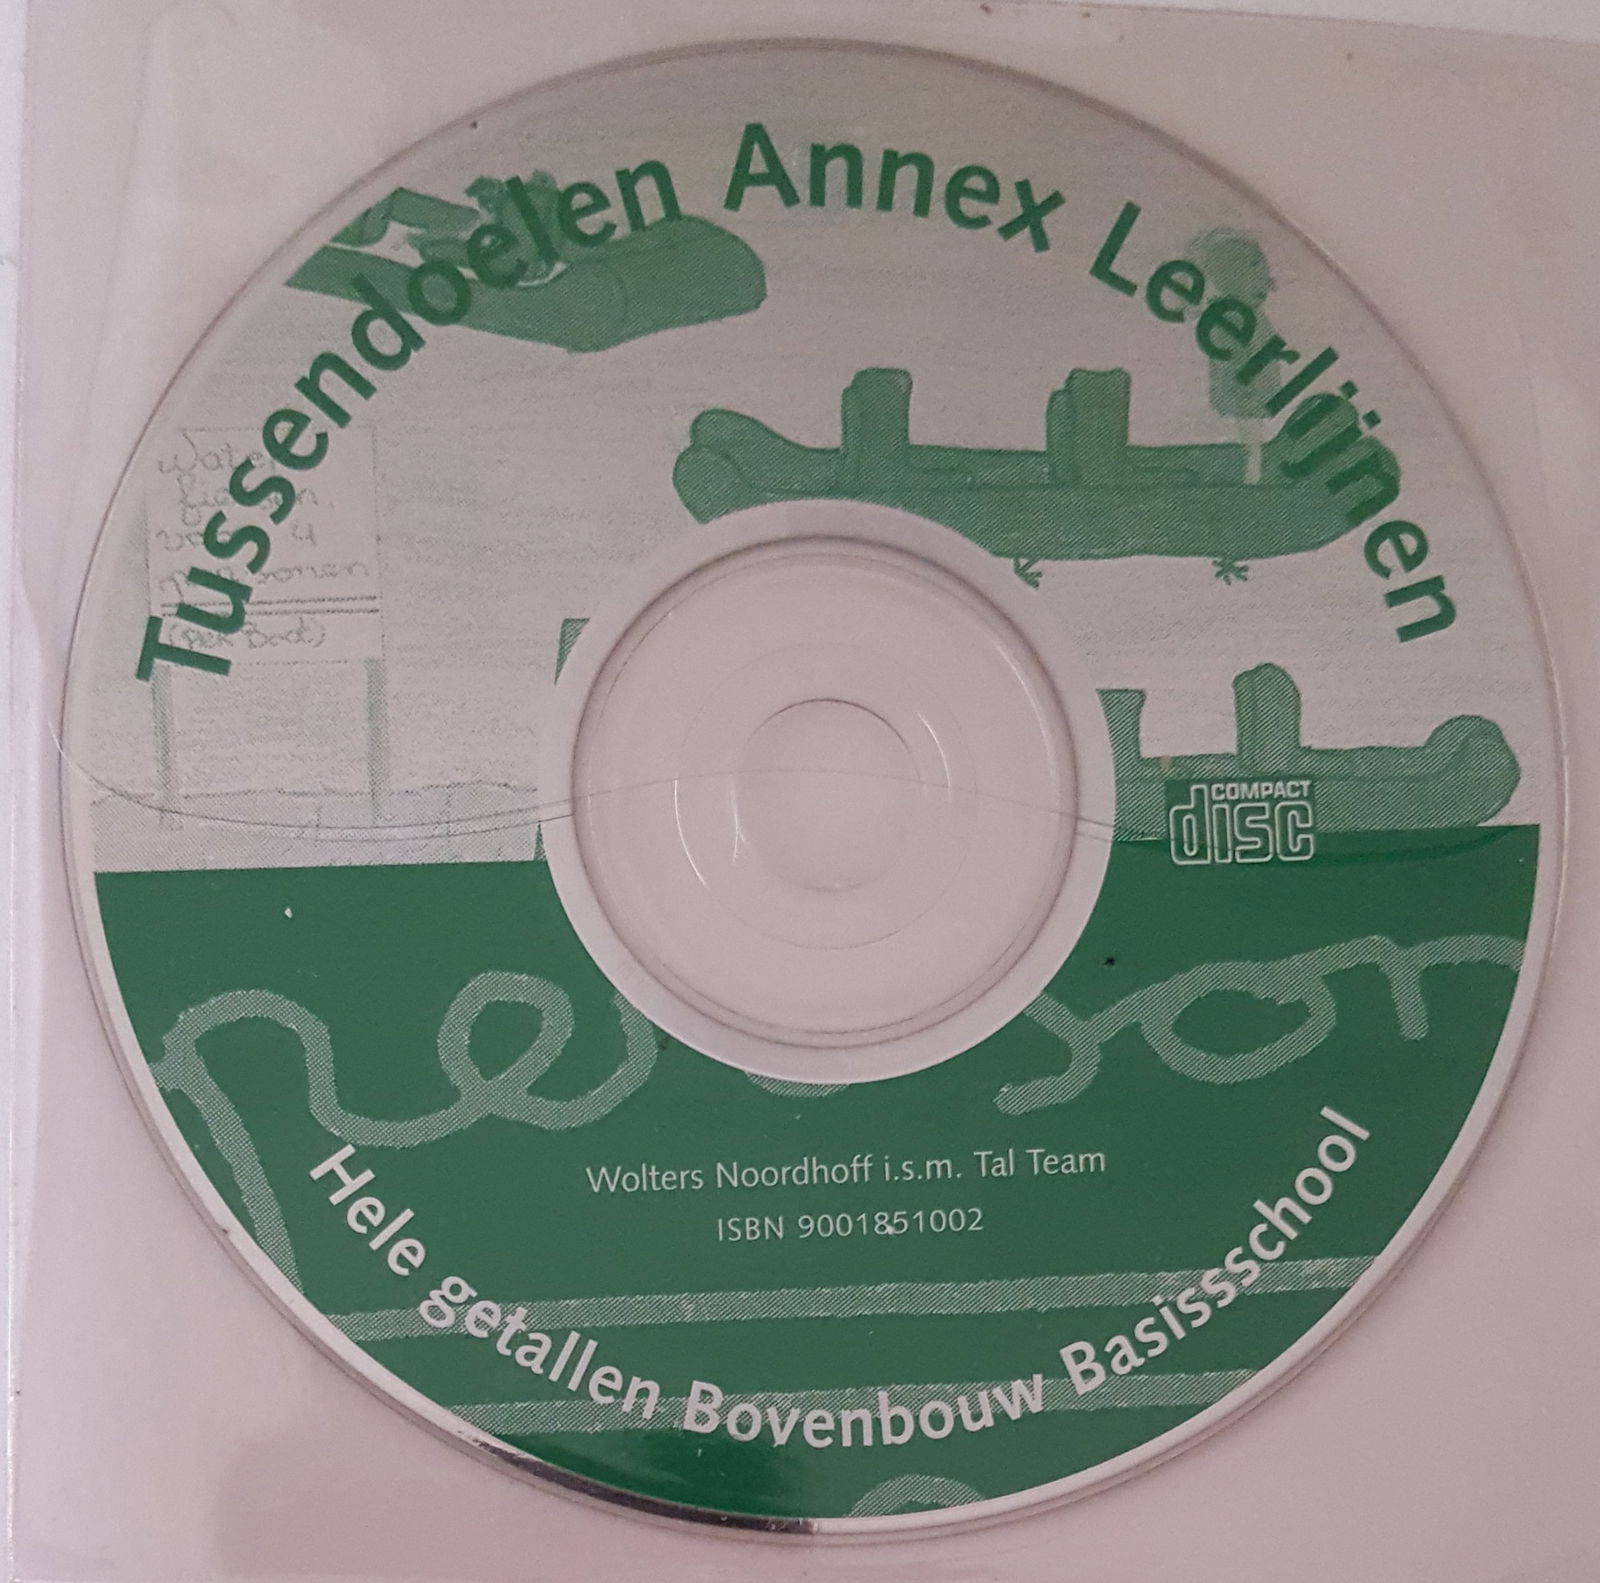 Tussendoelen Annex Leerlijnen
COMPACT
disc
Wolters Noordhoff i.s.m. Tal Team
ISBN 9001851002
Hele getallen Bovenbouw Basissschool